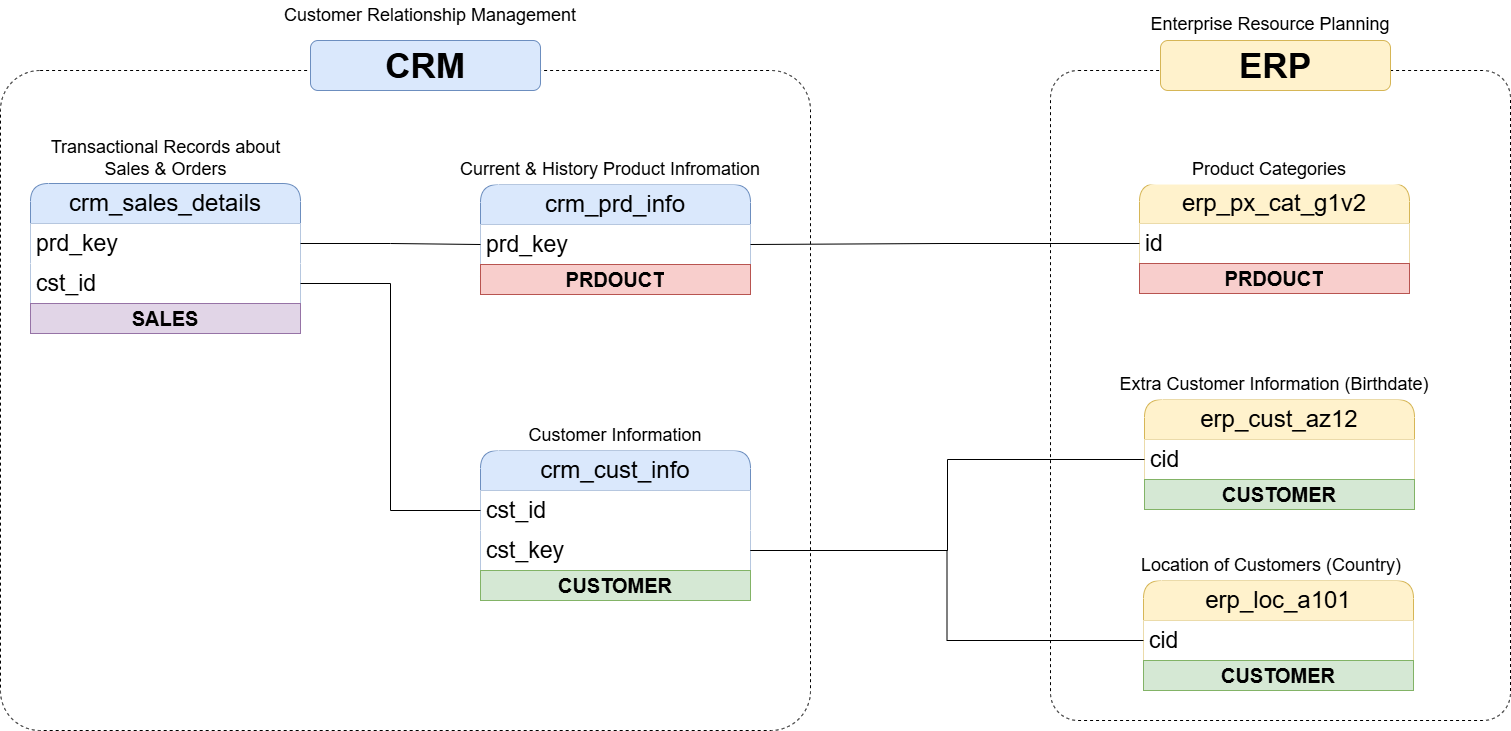 Customer Relationship Management
CRM
Transactional Records about
Sales & Orders
crm_sales_details
prd_key
cst_id
SALES
Current & History Product Infromation
crm_prd_info
prd_key
PRDOUCT
Customer Information
crm_cust_info
cst_id
cst_key
CUSTOMER
Enterprise Resource Planning
ERP
Product Categories
erp_px_cat_g1v2
id
PRDOUCT
Extra Customer Information (Birthdate)
erp_cust_az12
cid
CUSTOMER
Location of Customers (Country)
erp_loc_a101
cid
CUSTOMER